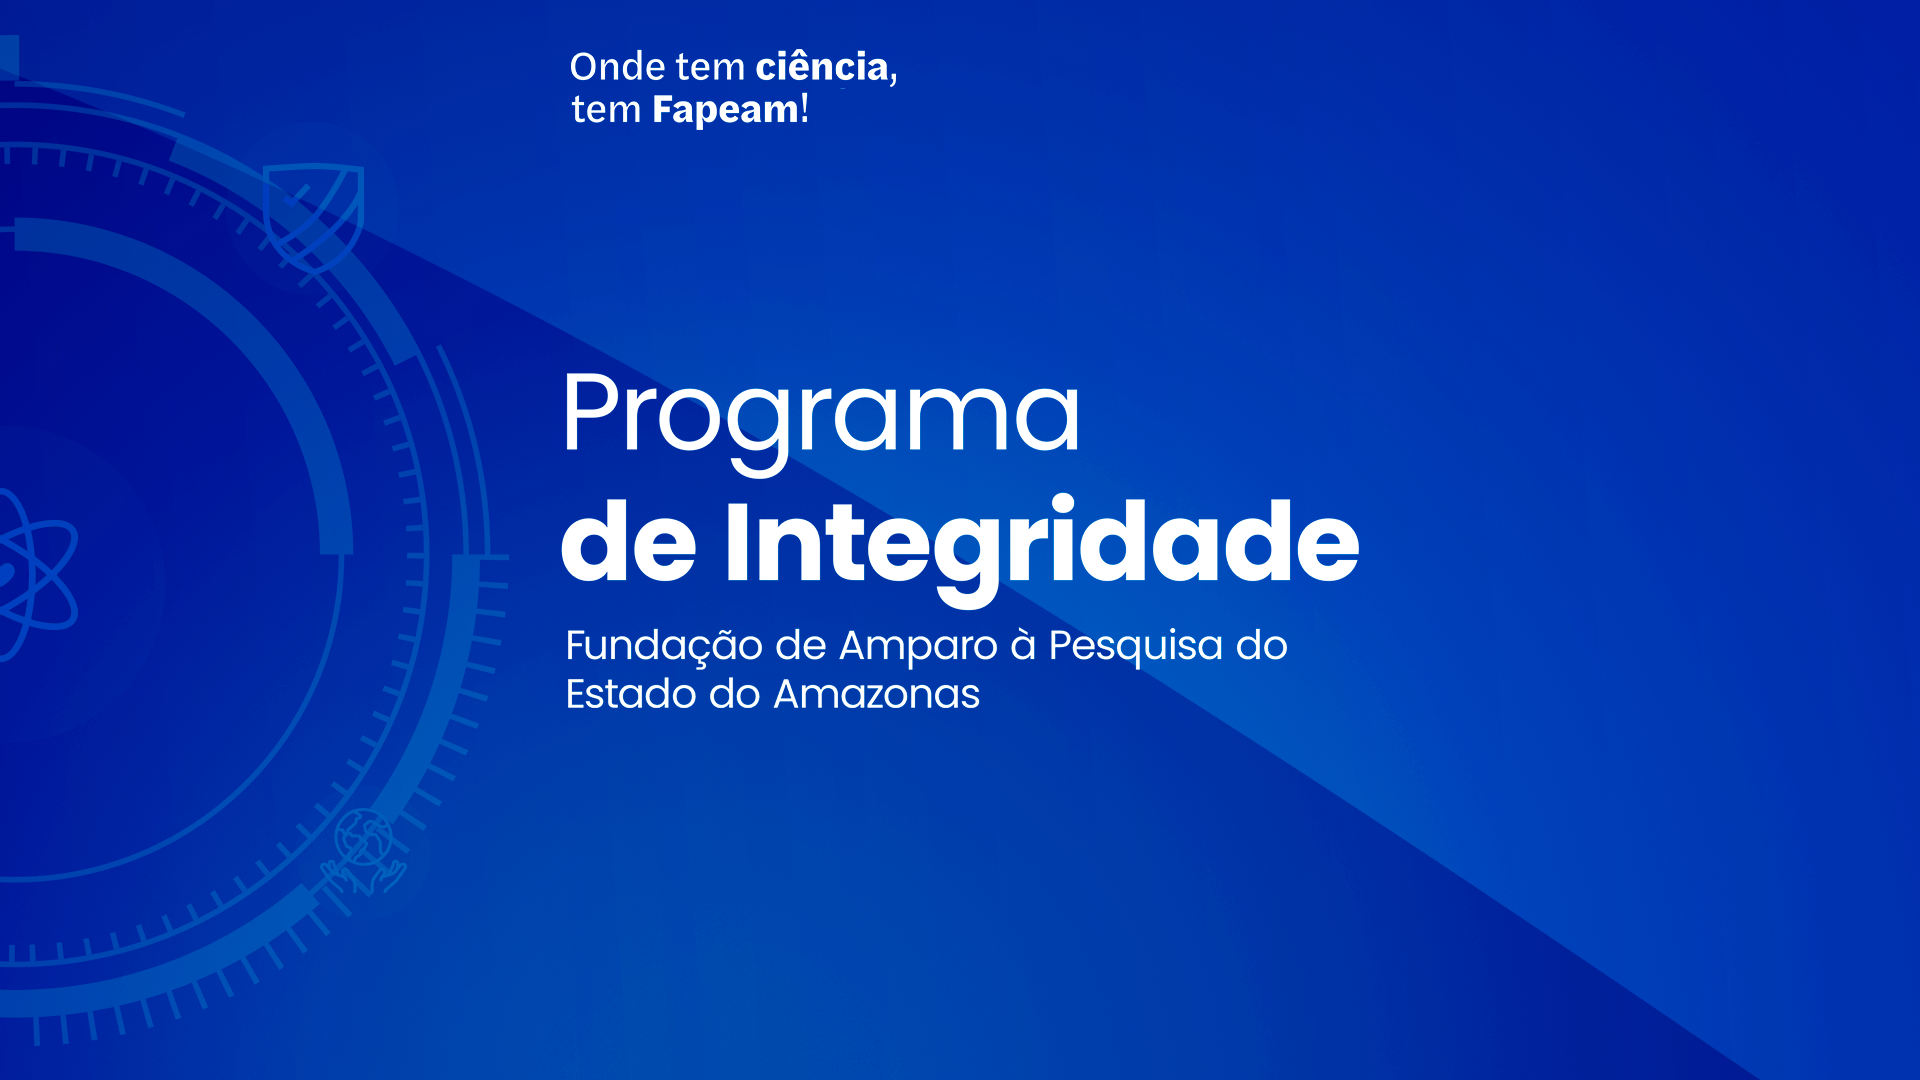 Onde tem ciência,
tem Fapeam!
Programa
de Integridade
Fundação de Amparo à Pesquisa do
Estado do Amazonas